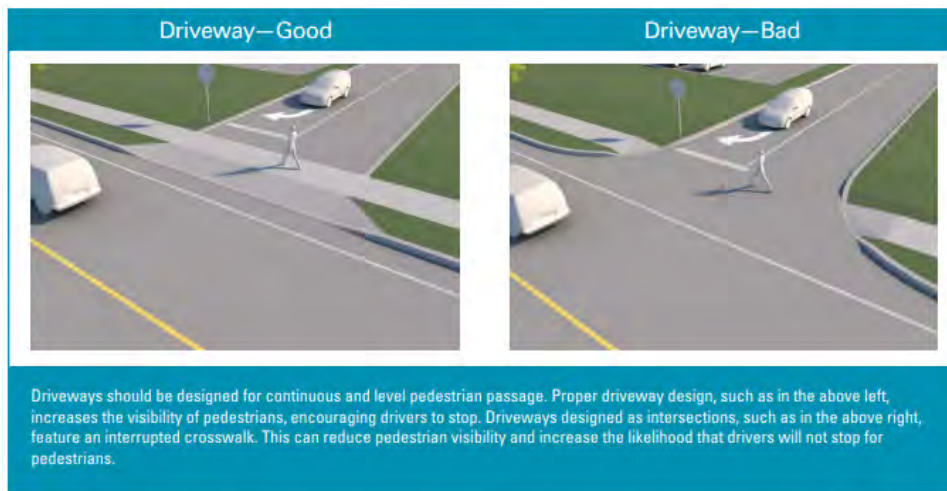 Driveway—Good
Driveway—Bad
Driveways should be designed for continuous and level pedestrian passage. Proper driveway design, such as in the above left,
increases the visibility of pedestrians, encouraging drivers to stop. Driveways designed as intersections, such as in the above right,
feature an interrupted crosswalk. This can reduce pedestrian visibility and increase the likelihood that drivers will not stop for
pedestrians.